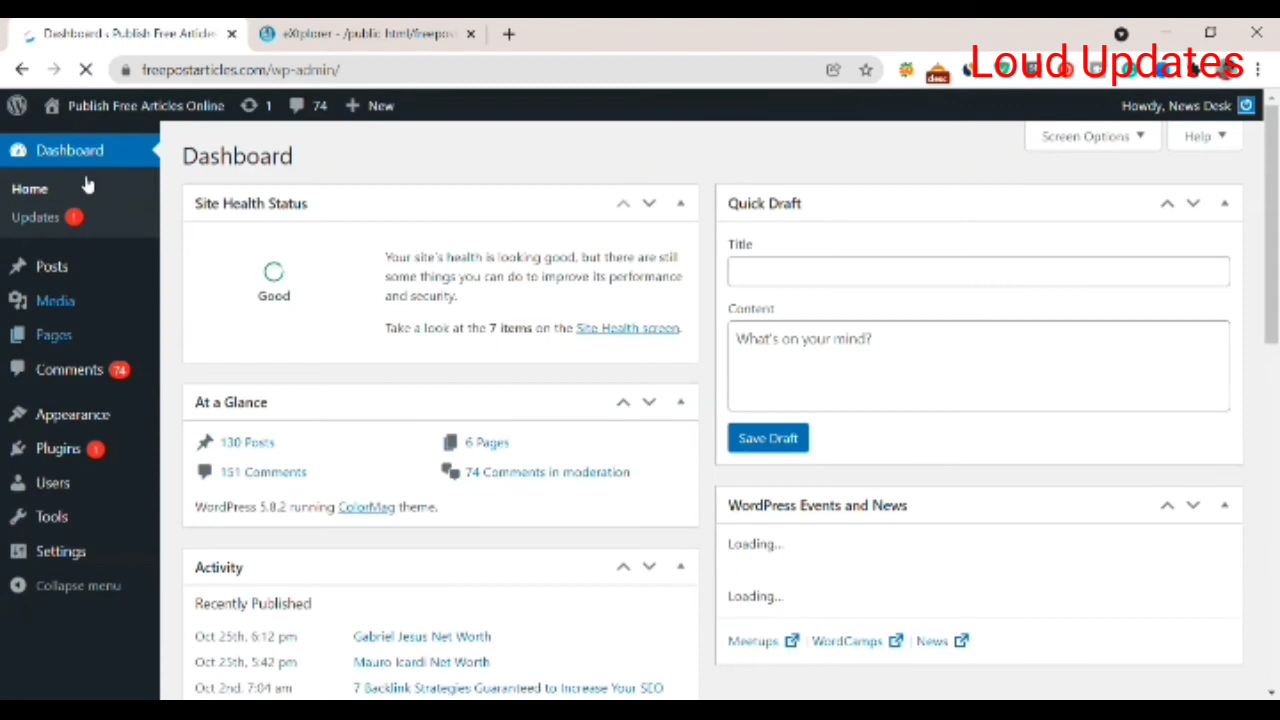 Dashboard ‹ Publish Free Articles
eXtplorer - /public_html/freepost
Loud Updates
freepostarticles.com/wp-admin/
Publish Free Articles Online 1 74 New
Howdy, News Desk
Dashboard
Home
Updates 1
Posts
Media
Pages
Comments 74
Appearance
Plugins 1
Users
Tools
Settings
Collapse menu
Screen Options
Help
Dashboard
Site Health Status
Good
Your site's health is looking good, but there are still
some things you can do to improve its performance
and security.
Take a look at the 7 items on the Site Health screen.
At a Glance
130 Posts
6 Pages
151 Comments
74 Comments in moderation
WordPress 5.8.2 running ColorMag theme.
Activity
Recently Published
Oct 25th, 6:12 pm Gabriel Jesus Net Worth
Oct 25th, 5:42 pm Mauro Icardi Net Worth
Oct 2nd, 7:04 am 7 Backlink Strategies Guaranteed to Increase Your SEO
Quick Draft
Title
Content
What's on your mind?
Save Draft
WordPress Events and News
Loading...
Loading...
Meetups | WordCamps | News